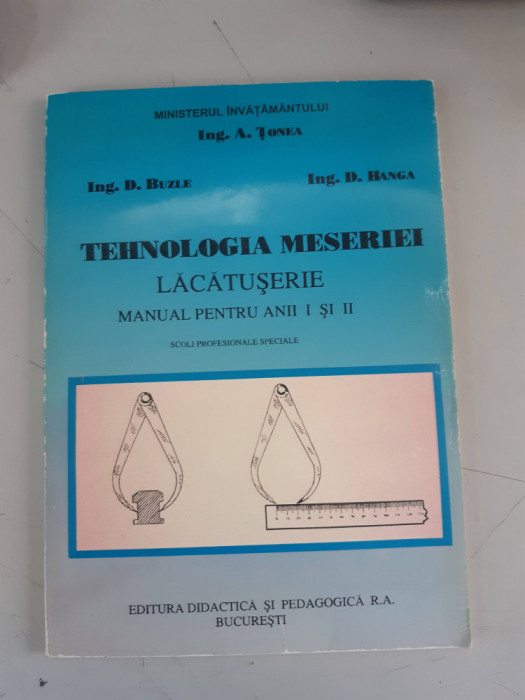 MINISTERUL ÎNVĂŢĂMÂNTULUI
Ing. A. Ţonea
Ing. D. Buzle
Ing. D. Hanga
TEHNOLOGIA MESERIEI
LĂCĂTUŞERIE
MANUAL PENTRU ANII I ŞI II
SCOLI PROFESIONALE SPECIALE
EDITURA DIDACTICĂ ŞI PEDAGOGICĂ R.A.
BUCUREŞTI